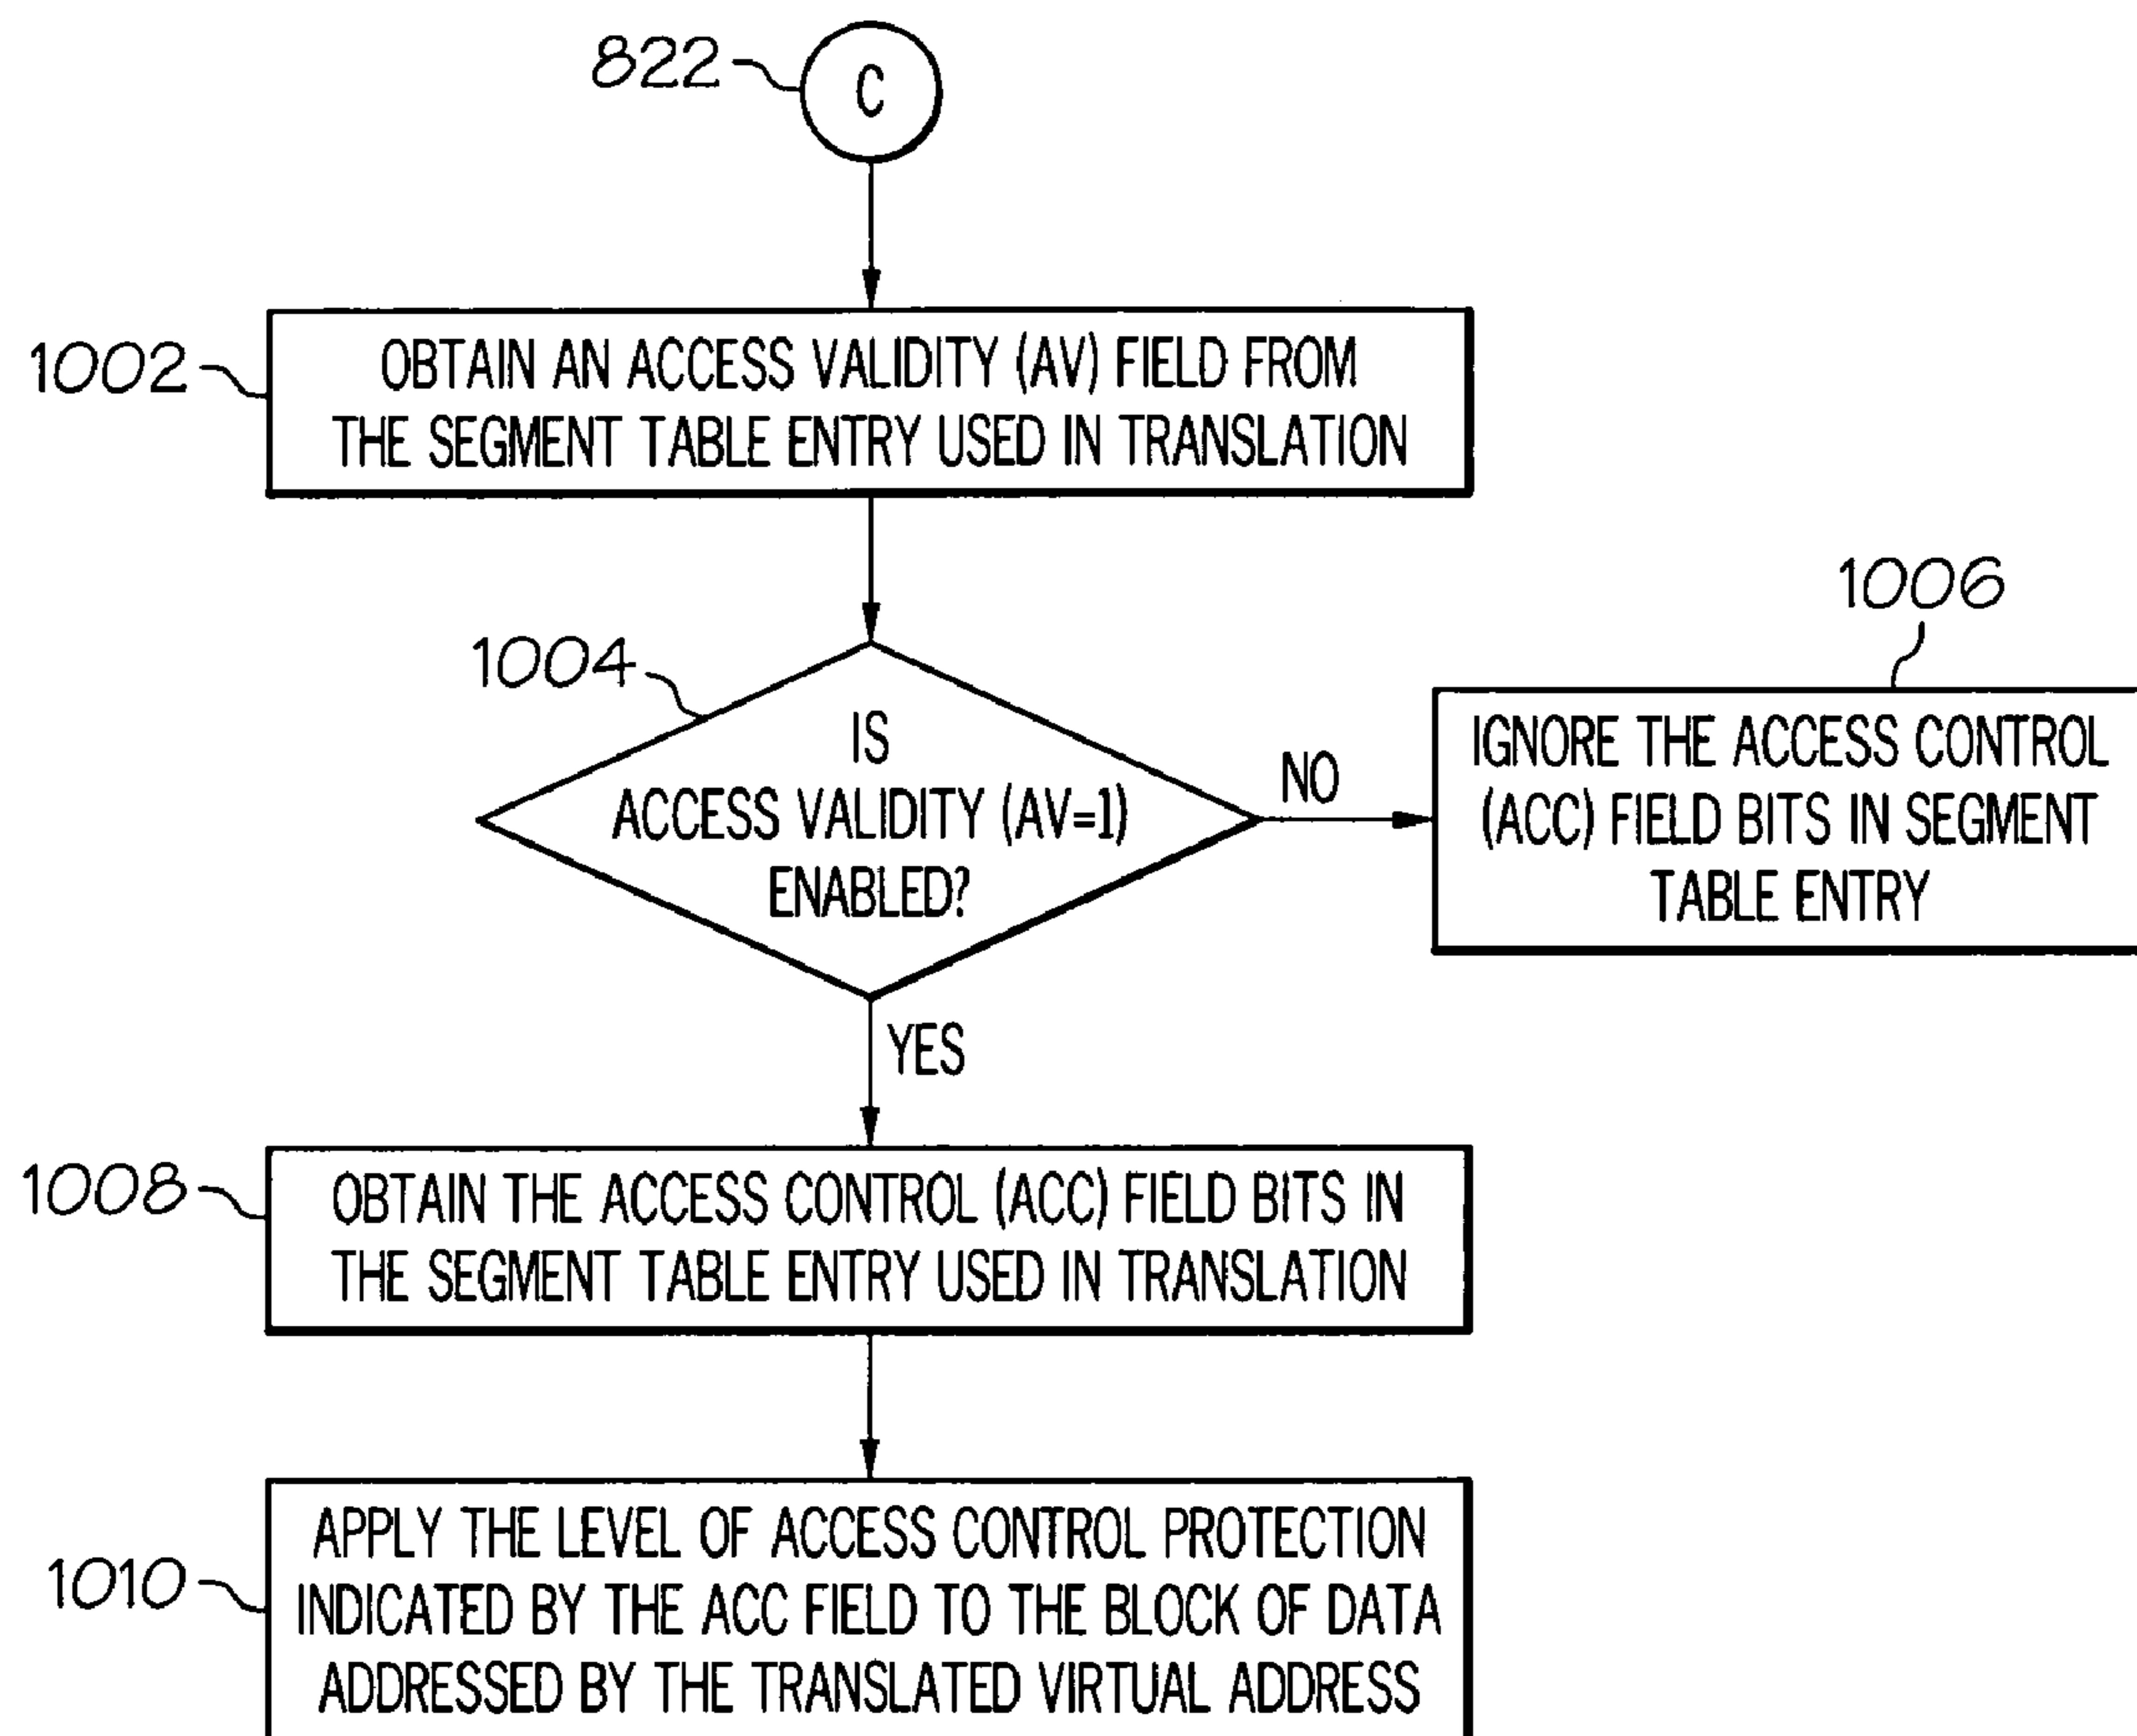 822
C
1002
OBTAIN AN ACCESS VALIDITY (AV) FIELD FROM
THE SEGMENT TABLE ENTRY USED IN TRANSLATION
1004
IS
ACCESS VALIDITY (AV=1)
ENABLED?
NO
1006
IGNORE THE ACCESS CONTROL
(ACC) FIELD BITS IN SEGMENT
TABLE ENTRY
YES
1008
OBTAIN THE ACCESS CONTROL (ACC) FIELD BITS IN
THE SEGMENT TABLE ENTRY USED IN TRANSLATION
1010
APPLY THE LEVEL OF ACCESS CONTROL PROTECTION
INDICATED BY THE ACC FIELD TO THE BLOCK OF DATA
ADDRESSED BY THE TRANSLATED VIRTUAL ADDRESS